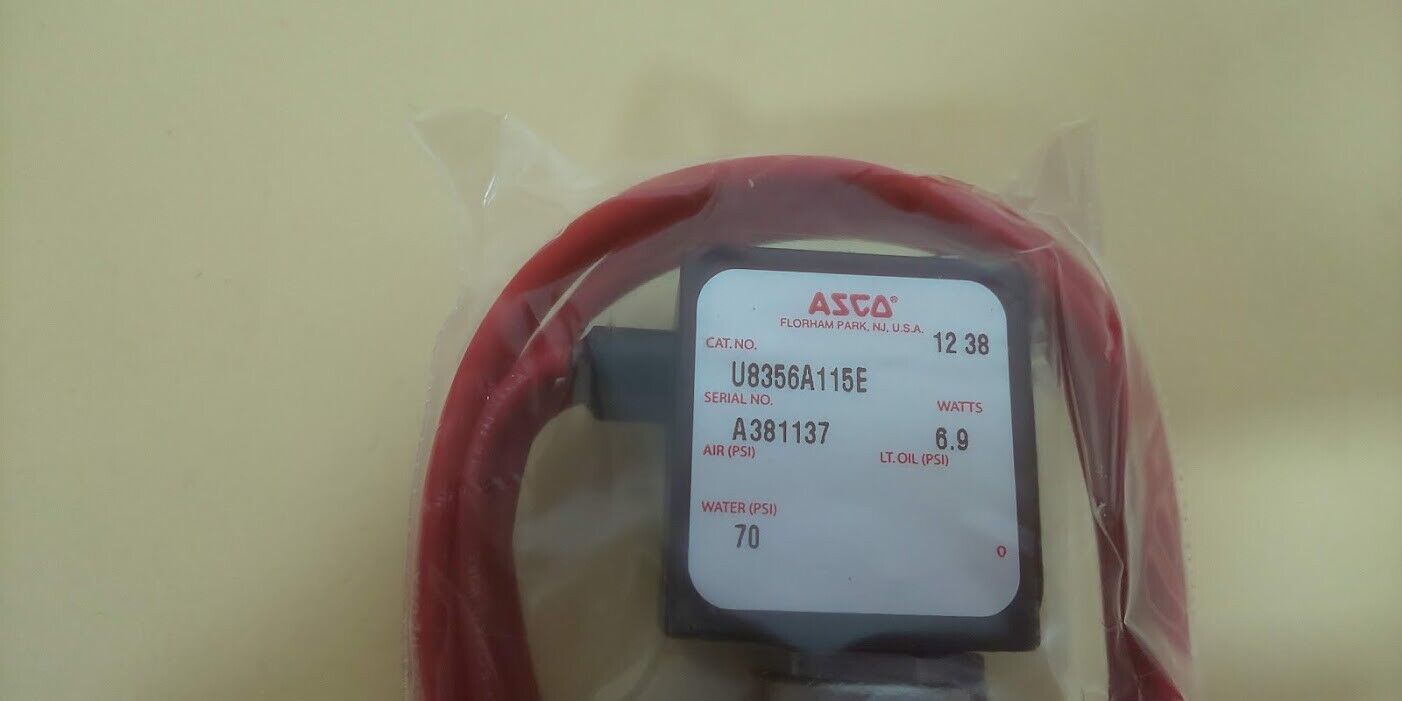 ASCO®
FLORHAM PARK, NJ, U.S.A.
CAT. NO. 12 38
U8356A115E
SERIAL NO. WATTS
A381137 6.9
AIR (PSI) LT. OIL (PSI)
WATER (PSI)
70
0